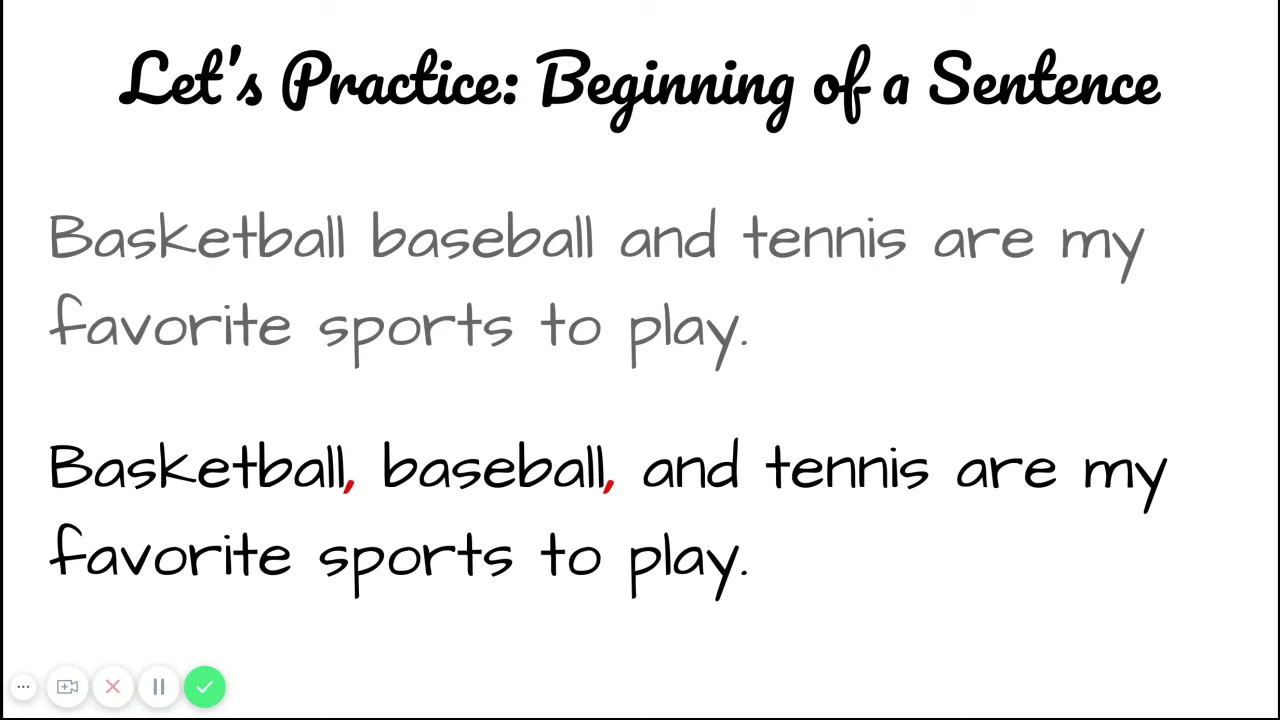 Let's Practice: Beginning of a Sentence
Basketball baseball and tennis are my
favorite sports to play.
Basketball, baseball, and tennis are my
favorite sports to play.